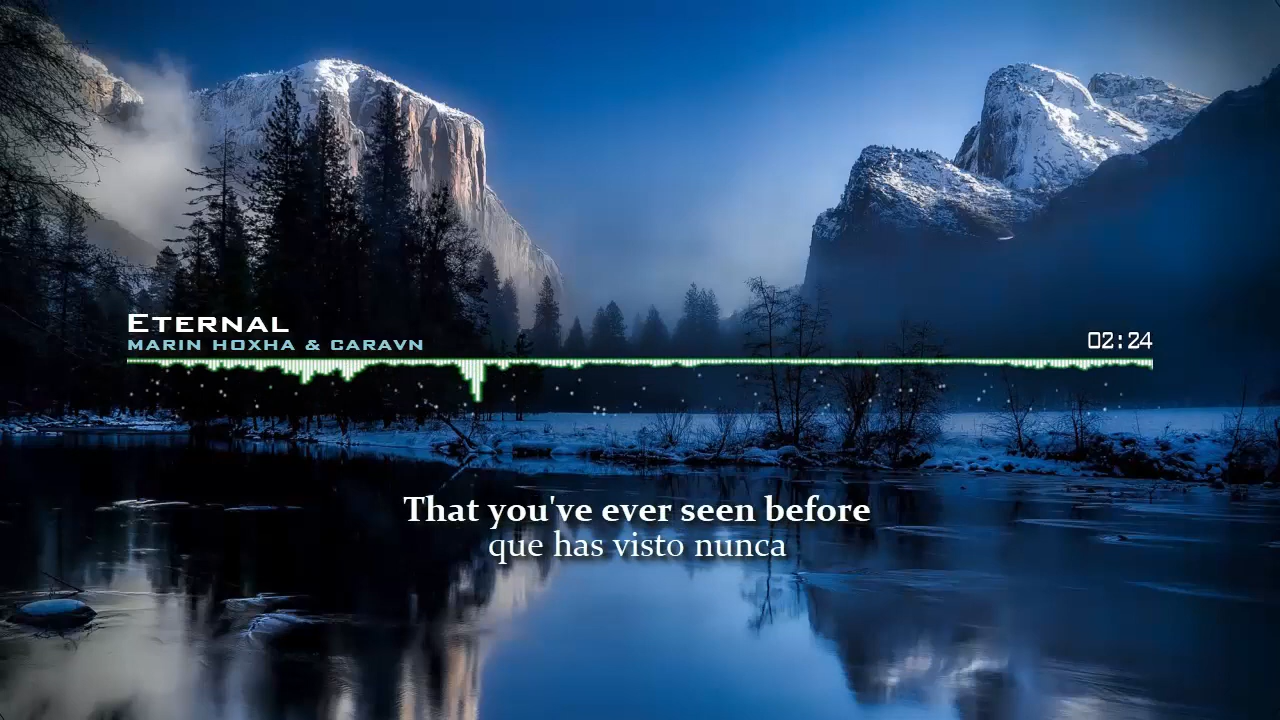 ETERNAL
MARIN HOXHA & CARAVN
02:24
That you've ever seen before
que has visto nunca